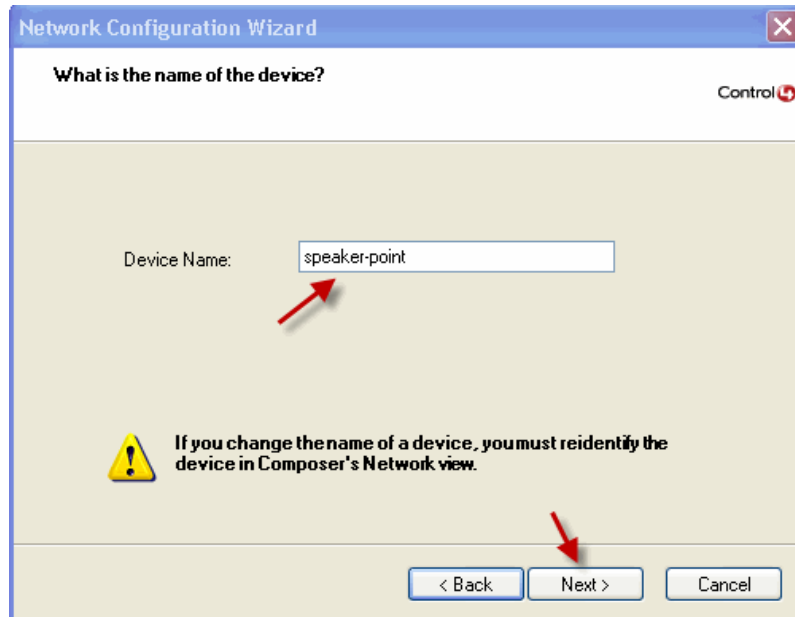 Network Configuration Wizard
What is the name of the device?
Control4
Device Name:
speaker-point
If you change the name of a device, you must reidentify the
device in Composer's Network view.
< Back
Next >
Cancel